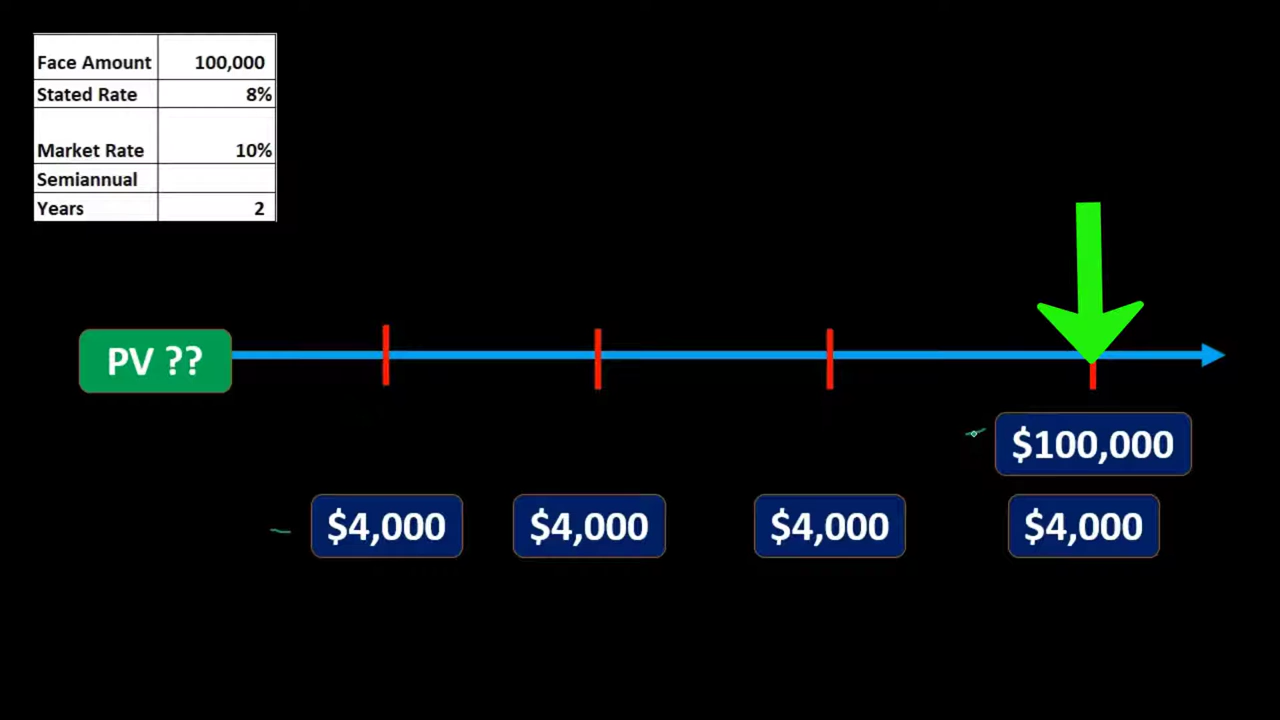 Face Amount 100,000
Stated Rate 8%
Market Rate 10%
Semiannual
Years 2
PV ??
$100,000
$4,000 $4,000 $4,000 $4,000